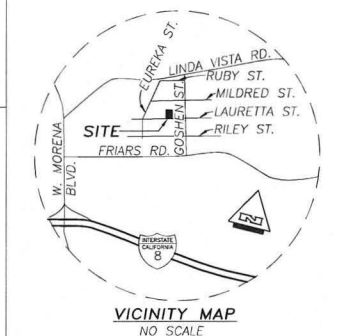 EUREKA ST.
LINDA VISTA RD.
RUBY ST.
MILDRED ST.
LAURETTA ST.
SITE
RILEY ST.
GOSHEN ST.
FRIARS RD.
W. MORENA
BLVD.
N
INTERSTATE
CALIFORNIA
8
VICINITY MAP
NO SCALE